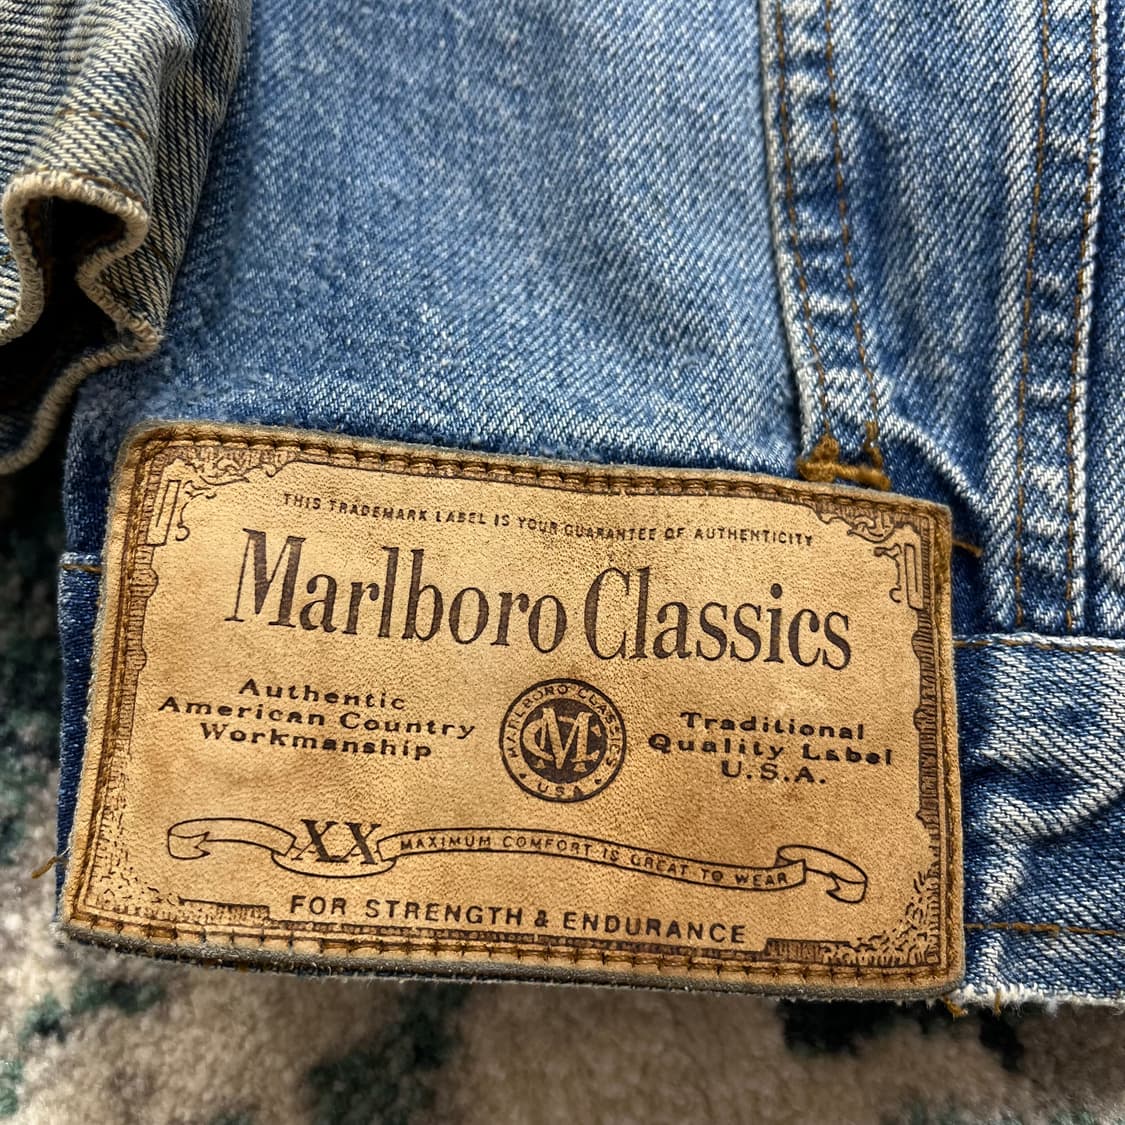 THIS TRADEMARK LABEL IS YOUR GUARANTEE OF AUTHENTICITY
Marlboro Classics
Authentic
American Country
Workmanship
MARLBORO CLASSICS
MC
U.S.A.
Traditional
Quality Label
U.S.A.
XX MAXIMUM COMFORT IS GREAT TO WEAR
FOR STRENGTH & ENDURANCE